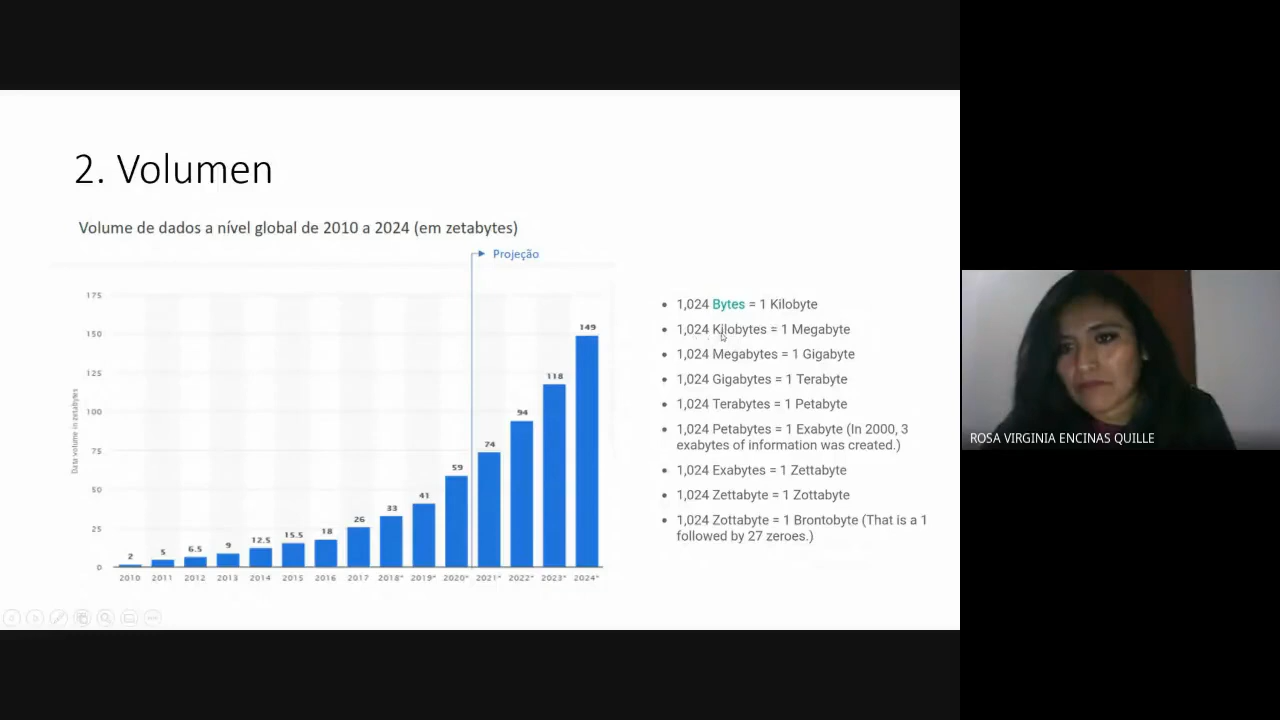 2. Volumen
Volume de dados a nível global de 2010 a 2024 (em zetabytes)
Projeção
Data volume in zetabytes
175
150
125
100
75
50
25
0
2
5
6.5
9
12.5
15.5
18
26
33
41
59
74
94
118
149
2010 2011 2012 2013 2014 2015 2016 2017 2018* 2019* 2020* 2021* 2022* 2023* 2024*
• 1,024 Bytes = 1 Kilobyte
• 1,024 Kilobytes = 1 Megabyte
• 1,024 Megabytes = 1 Gigabyte
• 1,024 Gigabytes = 1 Terabyte
• 1,024 Terabytes = 1 Petabyte
• 1,024 Petabytes = 1 Exabyte (In 2000, 3
exabytes of information was created.)
• 1,024 Exabytes = 1 Zettabyte
• 1,024 Zettabyte = 1 Zottabyte
• 1,024 Zottabyte = 1 Brontobyte (That is a 1
followed by 27 zeroes.)
ROSA VIRGINIA ENCINAS QUILLE